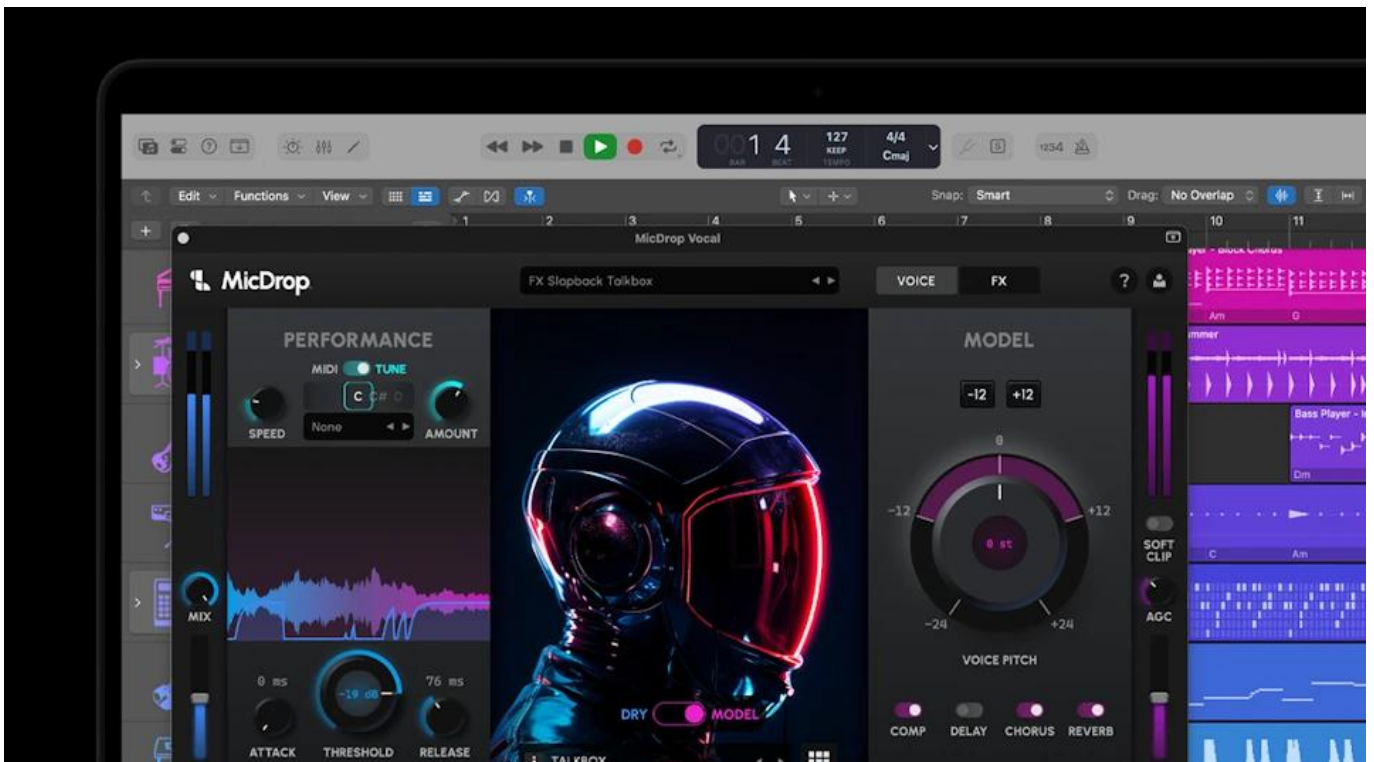 001 4 127 4/4
KEEP Cmaj
BAR BEAT TEMPO
1234
Edit Functions View Snap: Smart Drag: No Overlap
1 2 3 4 5 6 7 8 9 10 11
MicDrop Vocal
MicDrop
FX Slapback Talkbox
VOICE FX ?
Block Chorus
Am G
PERFORMANCE
MODEL
MIDI TUNE
C C# D
None
SPEED AMOUNT
-12 +12
0
-12 +12
0 st
-24 +24
VOICE PITCH
Bass Player - I
Dm
SOFT
CLIP
C Am
AGC
MIX
0 ms 76 ms
-19 dB
ATTACK THRESHOLD RELEASE
DRY MODEL
TALKBOX
COMP DELAY CHORUS REVERB